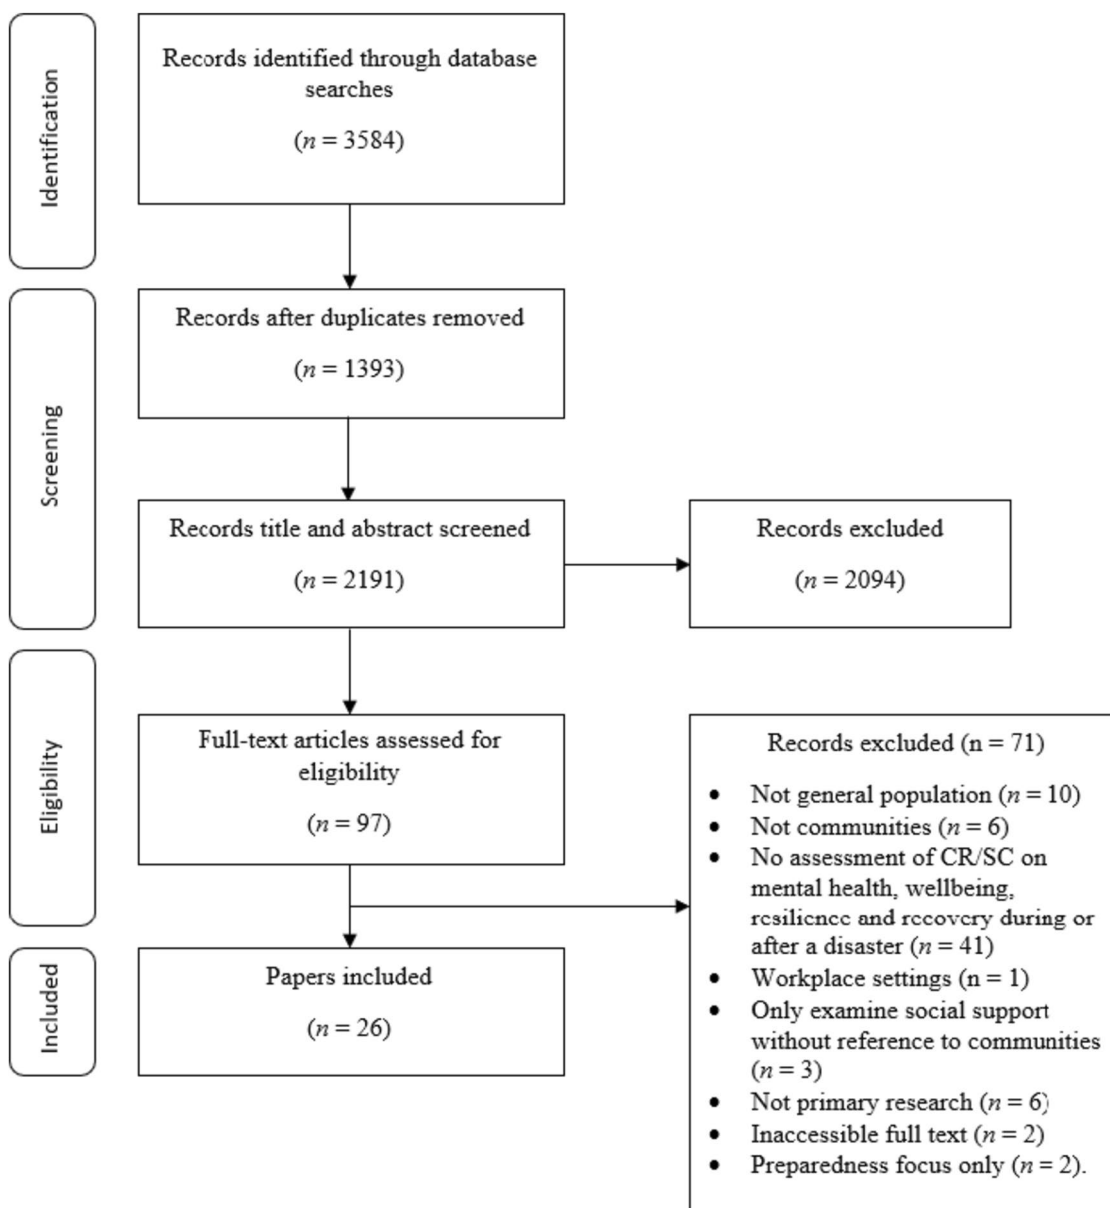 Identification
Records identified through database
searches
(n = 3584)
Screening
Records after duplicates removed
(n = 1393)
Records title and abstract screened
(n = 2191)
Records excluded
(n = 2094)
Eligibility
Full-text articles assessed for
eligibility
(n = 97)
Records excluded (n = 71)
• Not general population (n = 10)
• Not communities (n = 6)
• No assessment of CR/SC on
mental health, wellbeing,
resilience and recovery during or
after a disaster (n = 41)
• Workplace settings (n = 1)
• Only examine social support
without reference to communities
(n = 3)
• Not primary research (n = 6)
• Inaccessible full text (n = 2)
• Preparedness focus only (n = 2).
Included
Papers included
(n = 26)